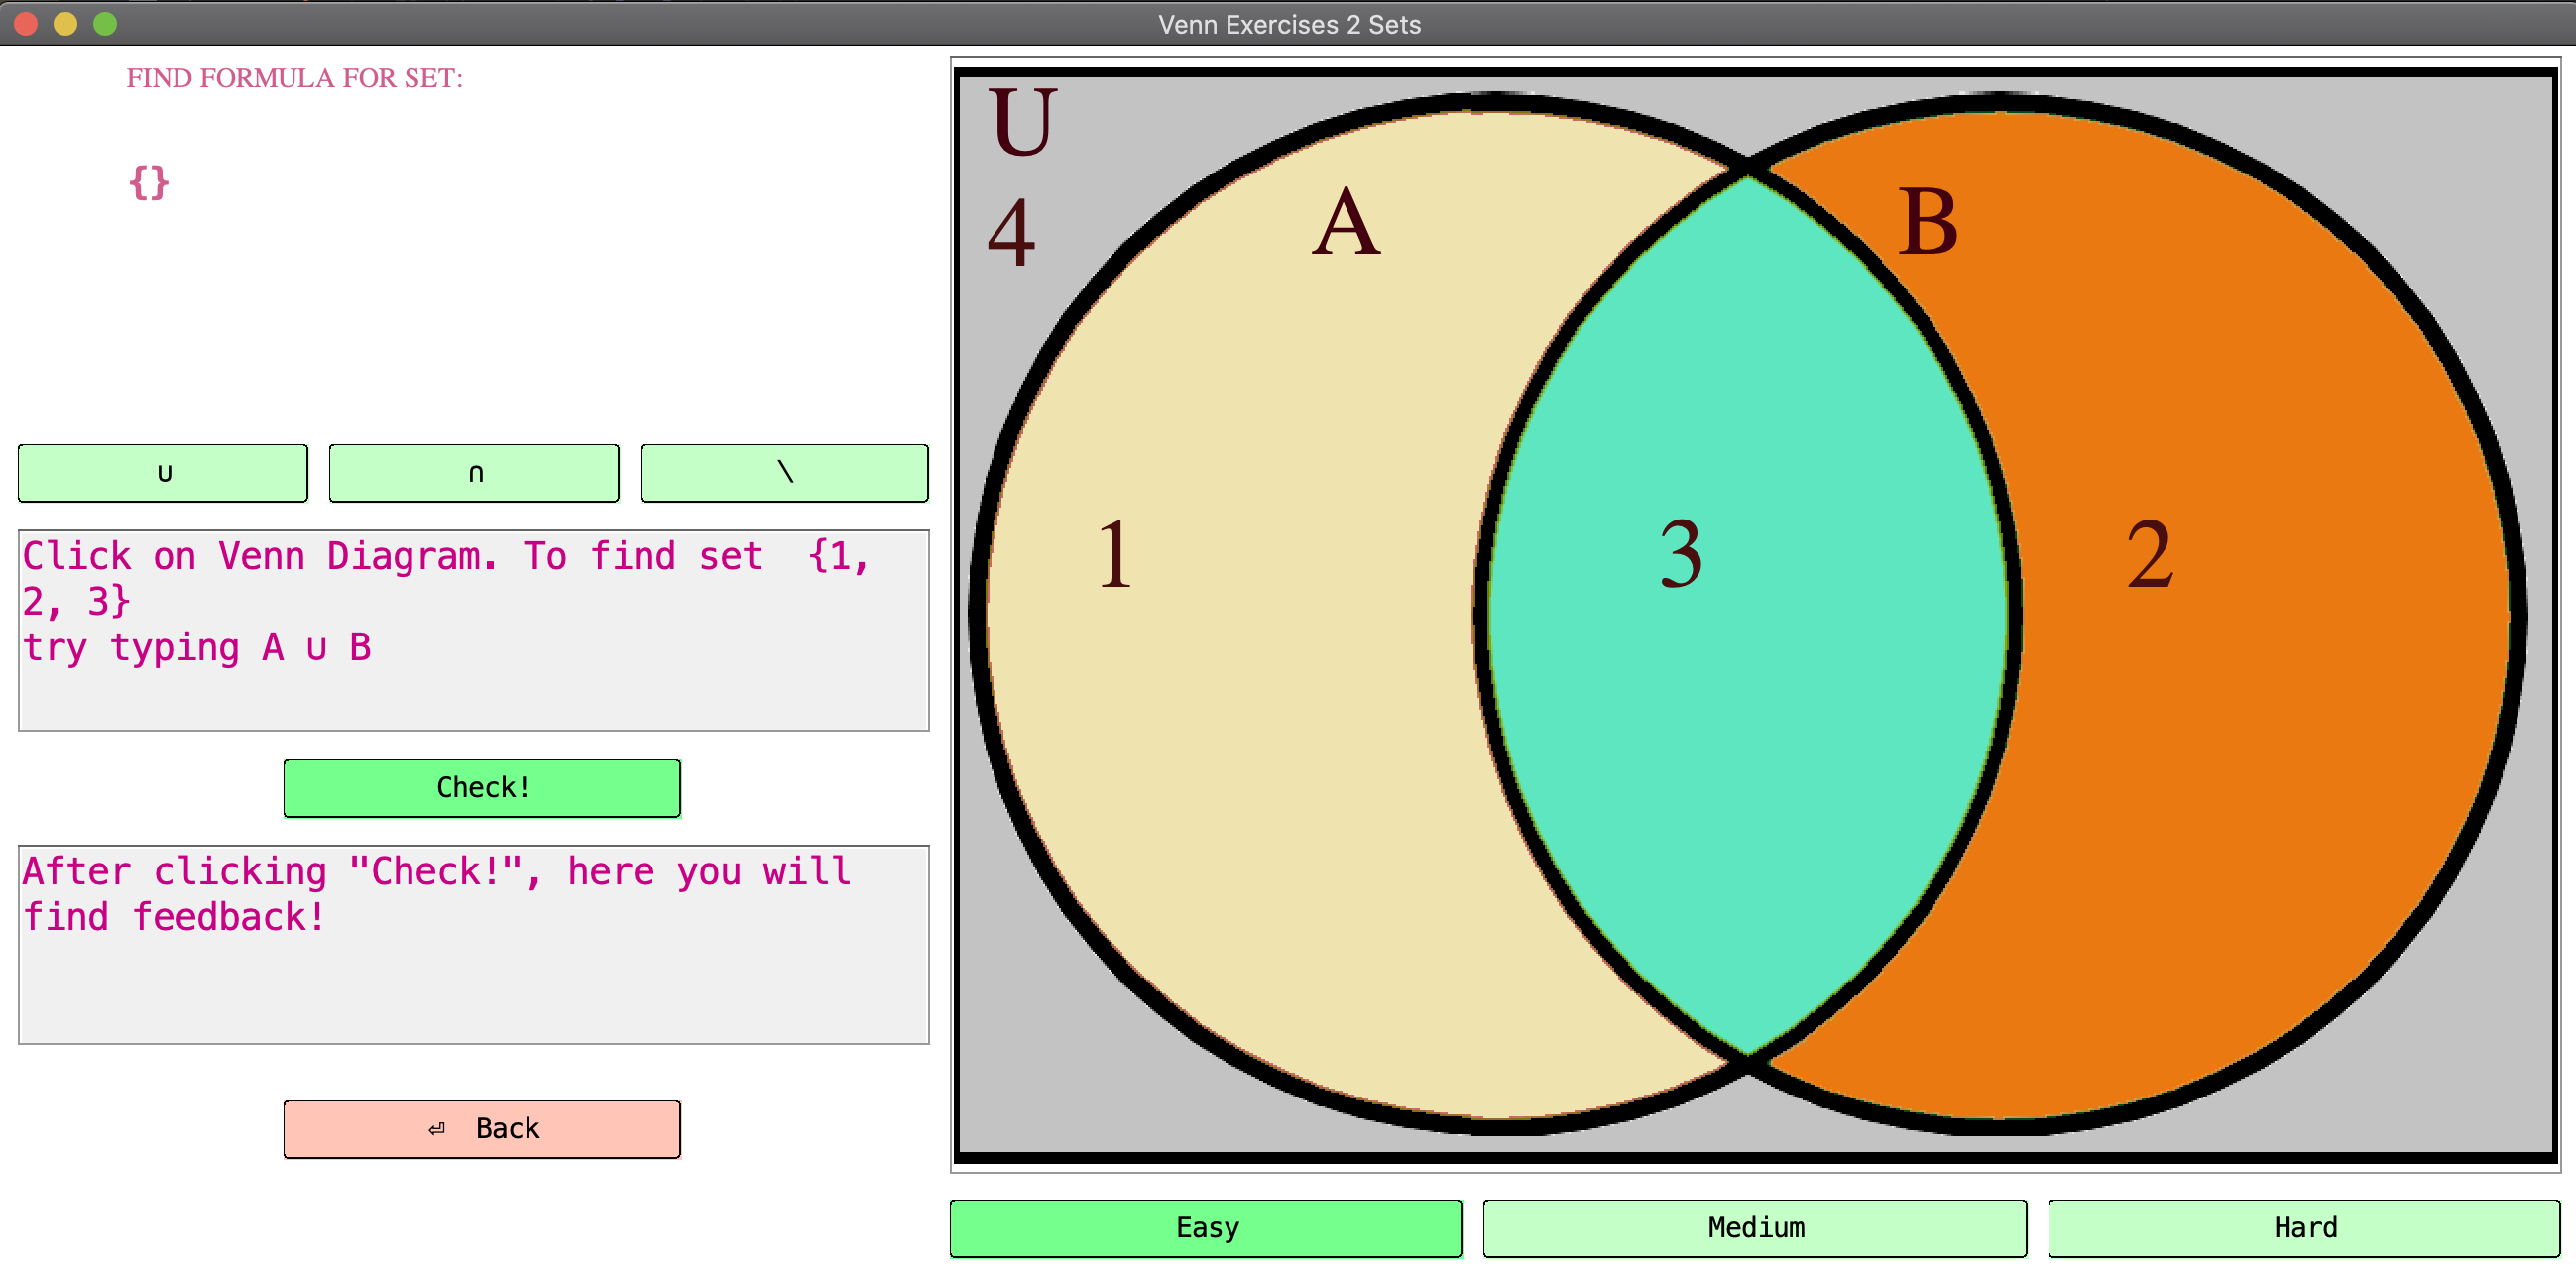 Venn Exercises 2 Sets
FIND FORMULA FOR SET:
{}
∪
∩
\
Click on Venn Diagram. To find set  {1,
2, 3}
try typing A ∪ B
Check!
After clicking "Check!", here you will
find feedback!
⏎ Back
U
4
A
B
1
3
2
Easy
Medium
Hard